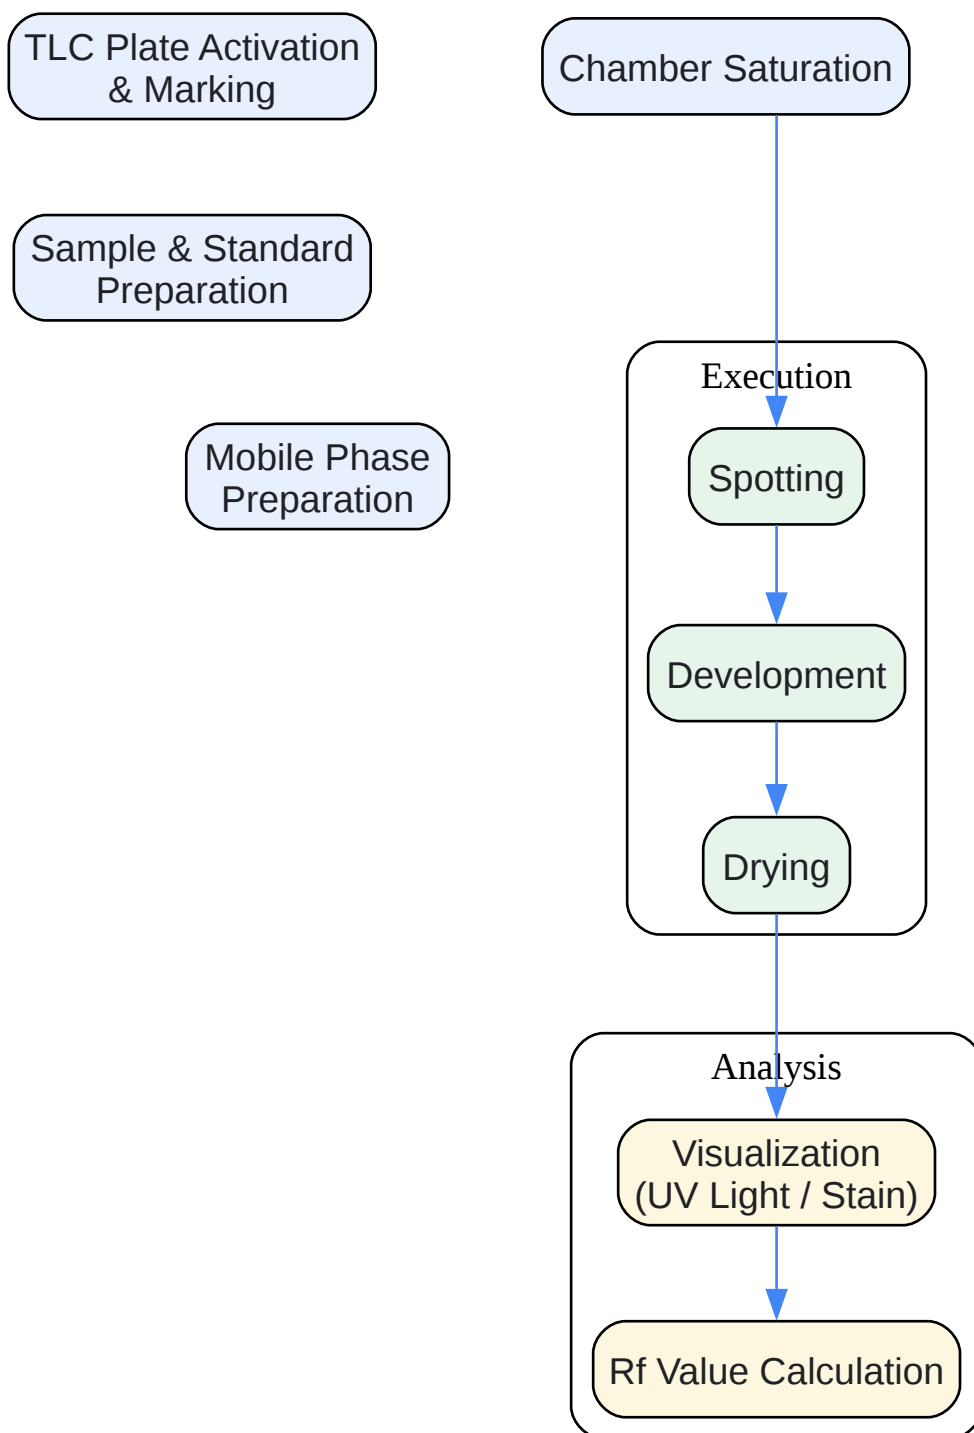 TLC Plate Activation
& Marking
Chamber Saturation
Sample & Standard
Preparation
Execution
Mobile Phase
Preparation
Spotting
Development
Drying
Analysis
Visualization
(UV Light / Stain)
Rf Value Calculation